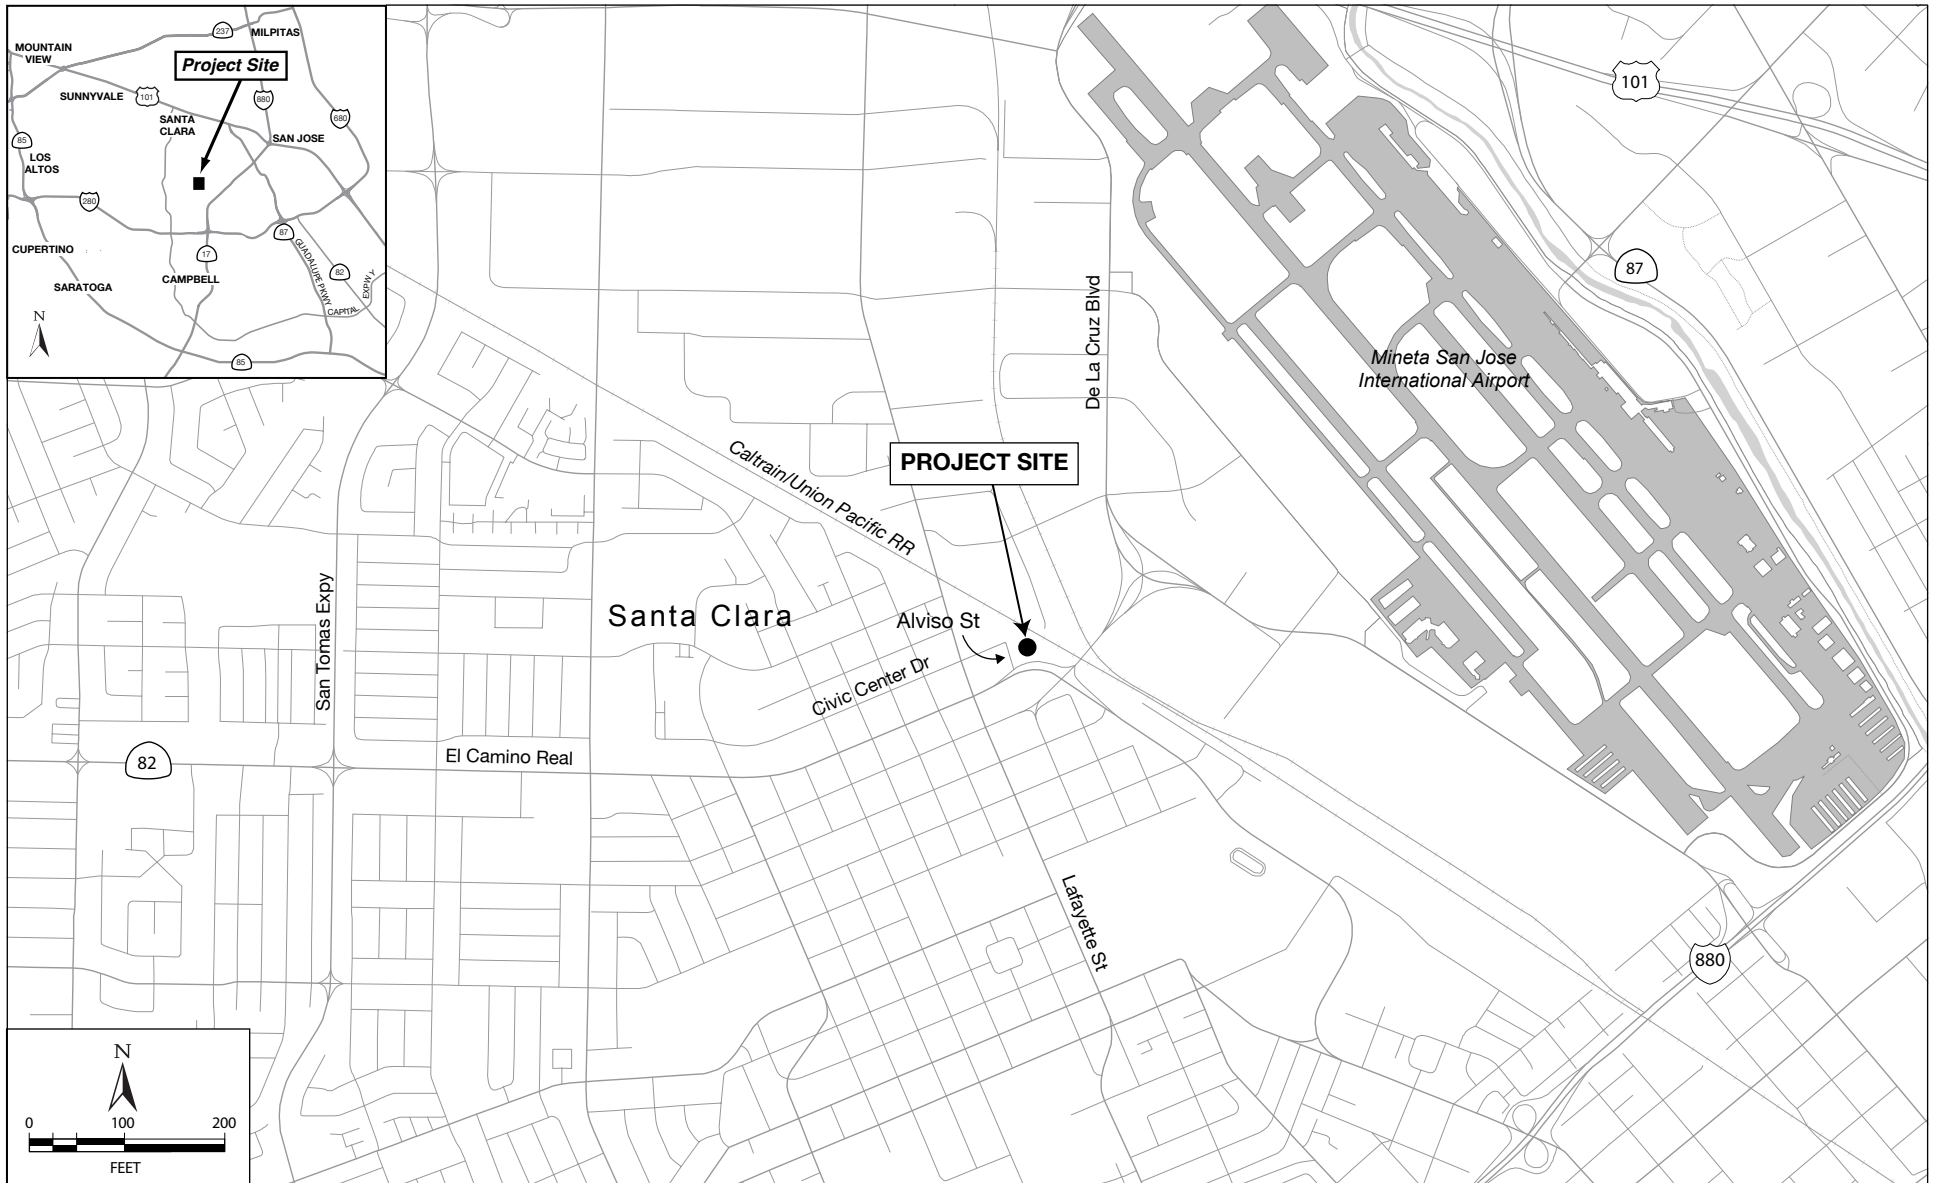 237
MILPITAS
MOUNTAIN
VIEW
Project Site
SUNNYVALE
101
880
SANTA
CLARA
680
SAN JOSE
85
LOS
ALTOS
280
87
GUADALUPE PKWY
82
CUPERTINO
17
CAMPBELL
SARATOGA
CAPITAL
EXPWY
N
85
101
87
De La Cruz Blvd
Mineta San Jose
International Airport
Caltrain/Union Pacific RR
PROJECT SITE
San Tomas Expy
Santa Clara
Alviso St
Civic Center Dr
82
El Camino Real
Lafayette St
880
N
0 100 200
FEET